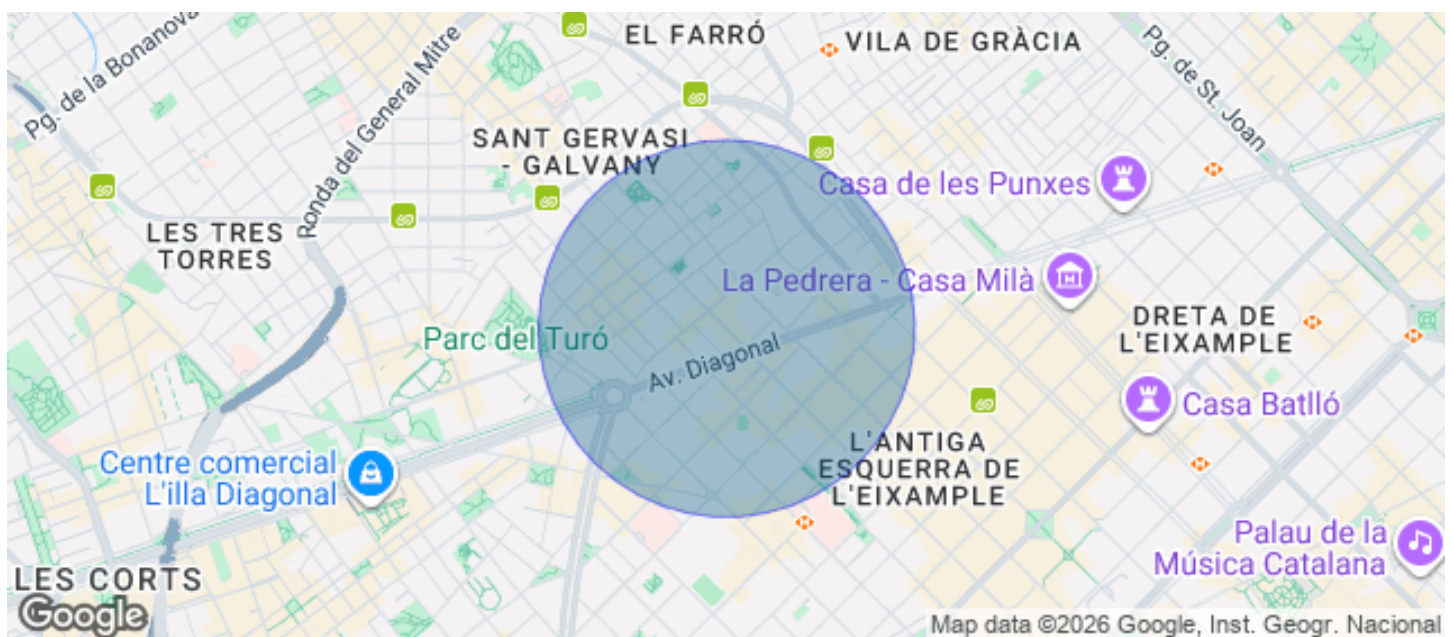 EL FARRÓ
VILA DE GRÀCIA
Pg. de la Bonanova
Ronda del General Mitre
Pg. de St. Joan
SANT GERVASI
- GALVANY
Casa de les Punxes
LES TRES
TORRES
La Pedrera - Casa Milà
Parc del Turó
Av. Diagonal
DRETA DE
L'EIXAMPLE
Casa Batlló
L'ANTIGA
ESQUERRA DE
L'EIXAMPLE
Centre comercial
L'illa Diagonal
Palau de la
Música Catalana
LES CORTS
Google
Map data ©2026 Google, Inst. Geogr. Nacional